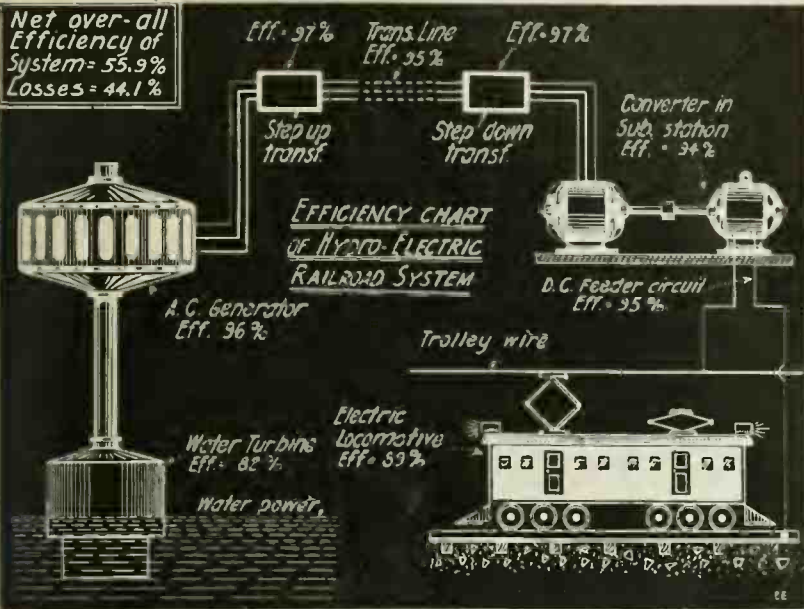 Net over-all
Efficiency of
System= 55.9%
Losses = 44.1%
Eff.= 97%
Trans. Line
Eff.= 95%
Eff.= 97%
Step up
transf.
Step down
transf.
Converter in
Sub. station
Eff. = 94%
EFFICIENCY CHART
OF HYDRO-ELECTRIC
RAILROAD SYSTEM
A.C. Generator
Eff. 96%
D.C. Feeder circuit
Eff.= 95%
Trolley wire
Water Turbine
Eff.= 82%
Water power,
Electric
Locomotive
Eff= 89%